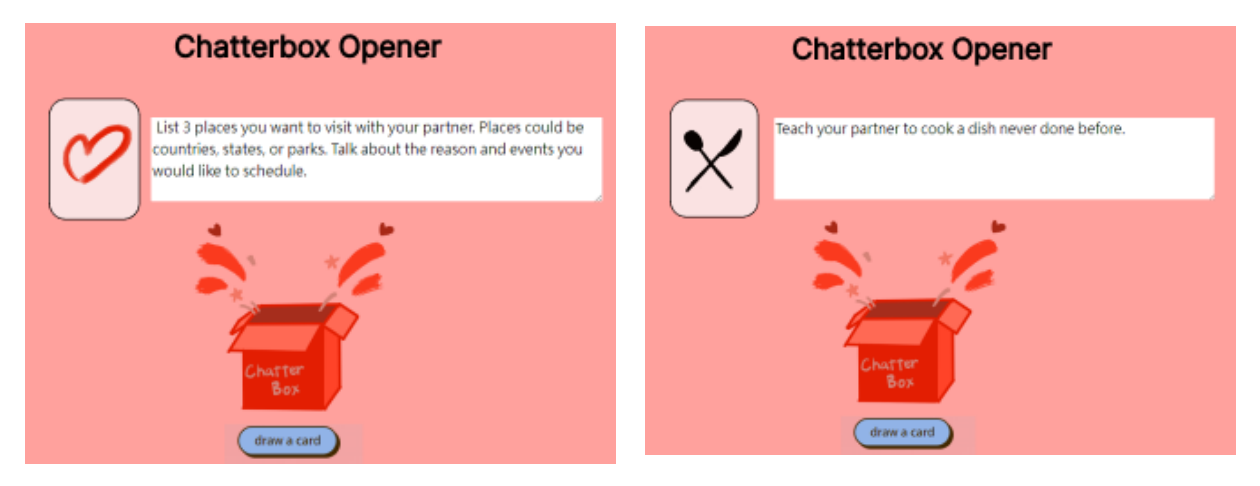 Chatterbox Opener
List 3 places you want to visit with your partner. Places could be
countries, states, or parks. Talk about the reason and events you
would like to schedule.
Chatter
Box
draw a card
Chatterbox Opener
Teach your partner to cook a dish never done before.
Chatter
Box
draw a card